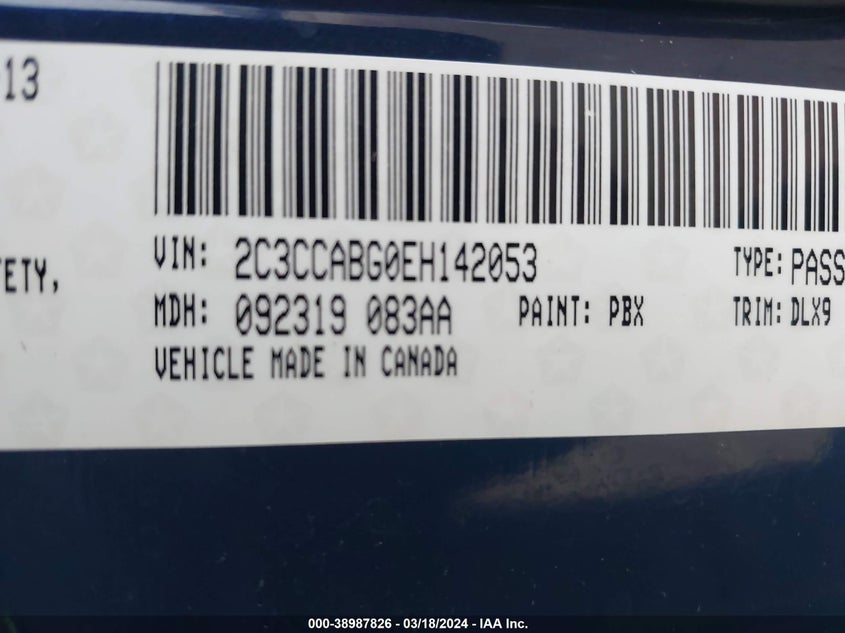 13
VIN: 2C3CCABG0EH142053 TYPE: PASS
ETY,
MDH: 092319 083AA PAINT: PBX TRIM: DLX9
VEHICLE MADE IN CANADA
000-38987826 - 03/18/2024 - IAA Inc.